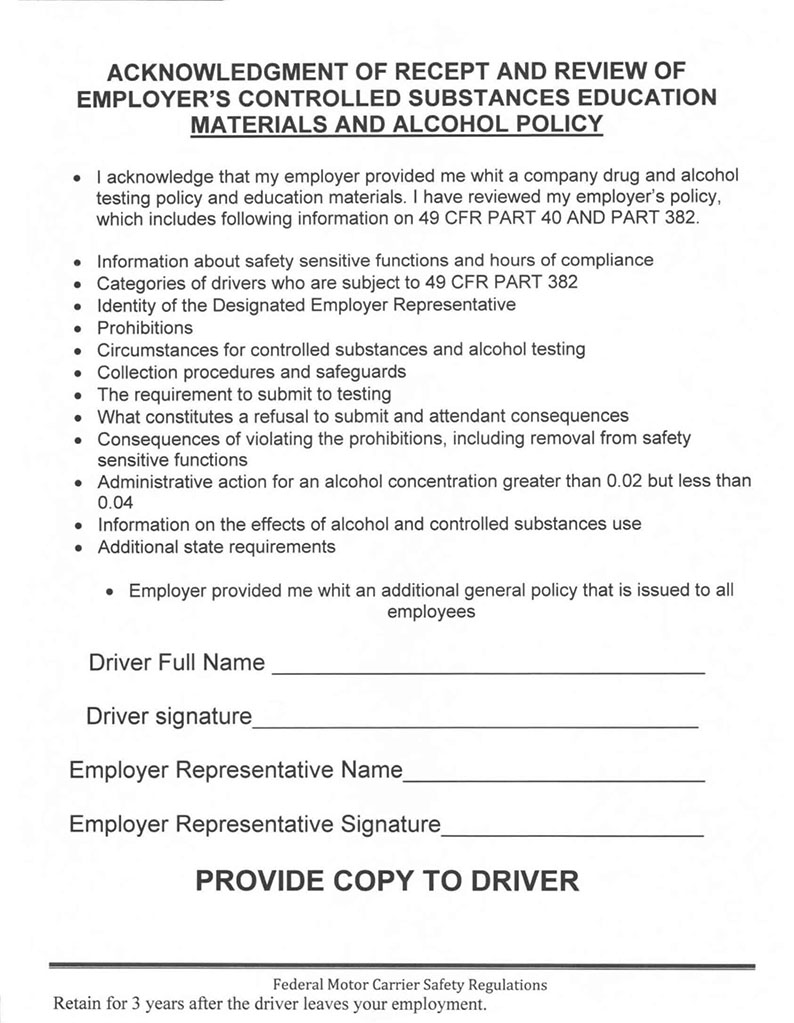 ACKNOWLEDGMENT OF RECEPT AND REVIEW OF
EMPLOYER'S CONTROLLED SUBSTANCES EDUCATION
MATERIALS AND ALCOHOL POLICY
• I acknowledge that my employer provided me whit a company drug and alcohol
testing policy and education materials. I have reviewed my employer's policy,
which includes following information on 49 CFR PART 40 AND PART 382.
• Information about safety sensitive functions and hours of compliance
• Categories of drivers who are subject to 49 CFR PART 382
• Identity of the Designated Employer Representative
• Prohibitions
• Circumstances for controlled substances and alcohol testing
• Collection procedures and safeguards
• The requirement to submit to testing
• What constitutes a refusal to submit and attendant consequences
• Consequences of violating the prohibitions, including removal from safety
sensitive functions
• Administrative action for an alcohol concentration greater than 0.02 but less than
0.04
• Information on the effects of alcohol and controlled substances use
• Additional state requirements
• Employer provided me whit an additional general policy that is issued to all
employees
Driver Full Name ____________________
Driver signature____________________
Employer Representative Name____________________
Employer Representative Signature____________________
PROVIDE COPY TO DRIVER
Federal Motor Carrier Safety Regulations
Retain for 3 years after the driver leaves your employment.